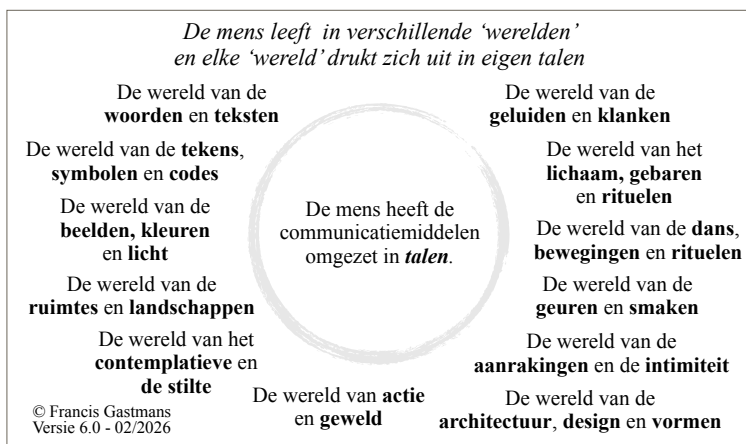 De mens leeft in verschillende ‘werelden’
en elke ‘wereld’ drukt zich uit in eigen talen
De wereld van de
woorden en teksten
De wereld van de tekens,
symbolen en codes
De wereld van de
beelden, kleuren
en licht
De wereld van de
ruimtes en landschappen
De wereld van het
contemplatieve en
de stilte
De mens heeft de
communicatiemiddelen
omgezet in talen.
De wereld van actie
en geweld
De wereld van de
geluiden en klanken
De wereld van het
lichaam, gebaren
en rituelen
De wereld van de dans,
bewegingen en rituelen
De wereld van de
geuren en smaken
De wereld van de
aanrakingen en de intimiteit
De wereld van de
architectuur, design en vormen
© Francis Gastmans
Versie 6.0 - 02/2026